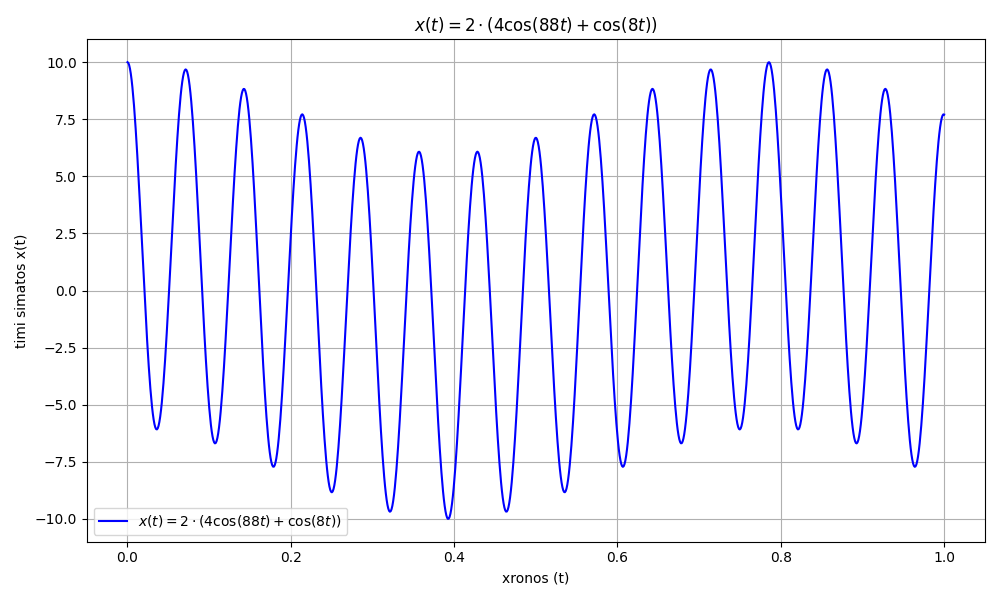 x(t) = 2 · (4cos(88t) + cos(8t))
10.0
7.5
5.0
2.5
0.0
−2.5
−5.0
−7.5
−10.0
timi simatos x(t)
x(t) = 2 · (4cos(88t) + cos(8t))
0.0 0.2 0.4 0.6 0.8 1.0
xronos (t)